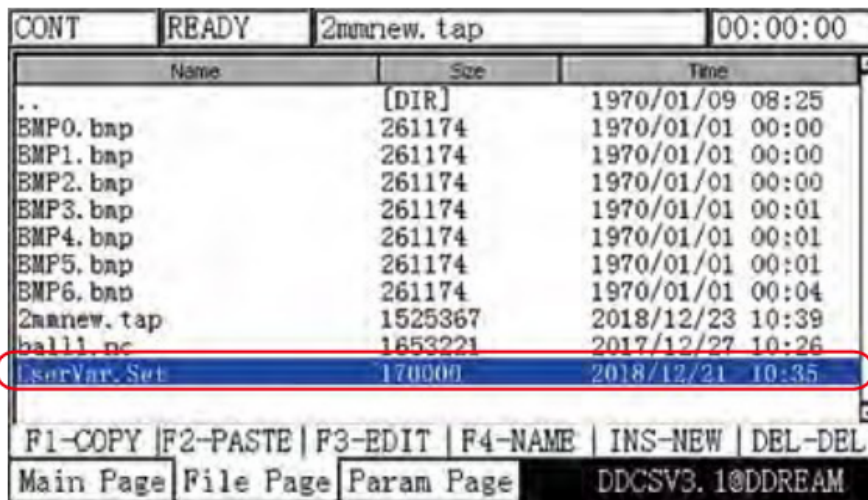 CONT READY 2mmnew.tap 00:00:00
Name Size Time
.. [DIR] 1970/01/09 08:25
BMP0.bmp 261174 1970/01/01 00:00
BMP1.bmp 261174 1970/01/01 00:00
BMP2.bmp 261174 1970/01/01 00:00
BMP3.bmp 261174 1970/01/01 00:01
BMP4.bmp 261174 1970/01/01 00:01
BMP5.bmp 261174 1970/01/01 00:01
BMP6.bmp 261174 1970/01/01 00:04
2mmnew.tap 1525367 2018/12/23 10:39
ball1.nc 1653221 2017/12/27 10:26
UserVar.Set 170000 2018/12/21 10:35
F1-COPY |F2-PASTE| F3-EDIT | F4-NAME | INS-NEW | DEL-DEL
Main Page File Page Param Page DDCSV3.1@DDREAM